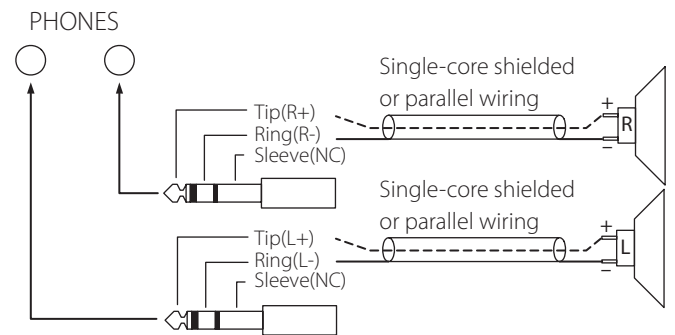 PHONES
Single-core shielded
or parallel wiring
Tip(R+)
Ring(R-)
Sleeve(NC)
+
R
−
Single-core shielded
or parallel wiring
Tip(L+)
Ring(L-)
Sleeve(NC)
+
L
−